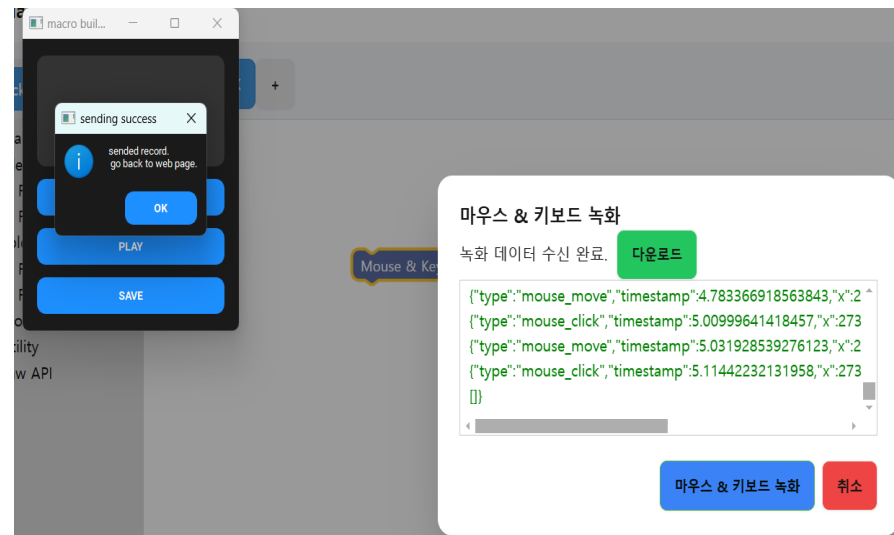 macro buil...
+
sending success
sended record.
go back to web page.
OK
PLAY
SAVE
Mouse & Key
w API
마우스 & 키보드 녹화
녹화 데이터 수신 완료.
다운로드
{"type":"mouse_move","timestamp":4.783366918563843,"x":2
{"type":"mouse_click","timestamp":5.00999641418457,"x":273
{"type":"mouse_move","timestamp":5.031928539276123,"x":2
{"type":"mouse_click","timestamp":5.11442232131958,"x":273
[]}
마우스 & 키보드 녹화
취소